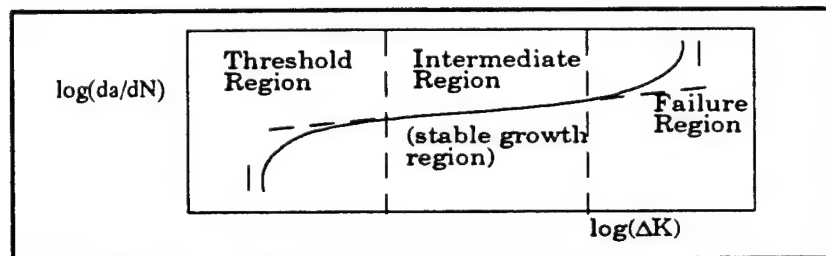 Threshold
Region
Intermediate
Region
log(da/dN)
Failure
Region
(stable growth
region)
log(ΔK)